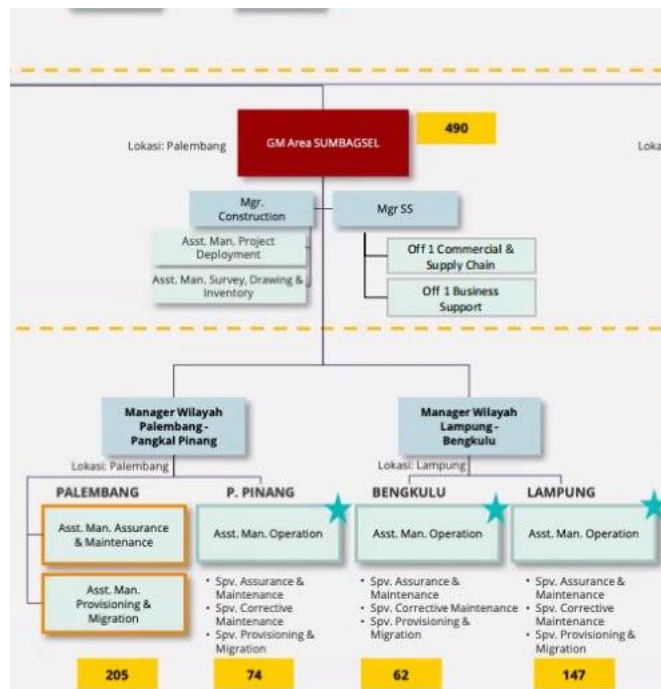 Lokasi: Palembang
GM Area SUMBAGSEL
490
Mgr.
Construction
Mgr SS
Asst. Man. Project
Deployment
Asst. Man. Survey, Drawing &
Inventory
Off 1 Commercial &
Supply Chain
Off 1 Business
Support
Manager Wilayah
Palembang -
Pangkal Pinang
Lokasi: Palembang
Manager Wilayah
Lampung -
Bengkulu
Lokasi: Lampung
PALEMBANG
Asst. Man. Assurance
& Maintenance
Asst. Man.
Provisioning &
Migration
205
P. PINANG
Asst. Man. Operation
• Spv. Assurance &
Maintenance
• Spv. Corrective
Maintenance
• Spv. Provisioning &
Migration
74
BENGKULU
Asst. Man. Operation
• Spv. Assurance &
Maintenance
• Spv. Corrective Maintenance
• Spv. Provisioning &
Migration
62
LAMPUNG
Asst. Man. Operation
• Spv. Assurance &
Maintenance
• Spv. Corrective
Maintenance
• Spv. Provisioning &
Migration
147